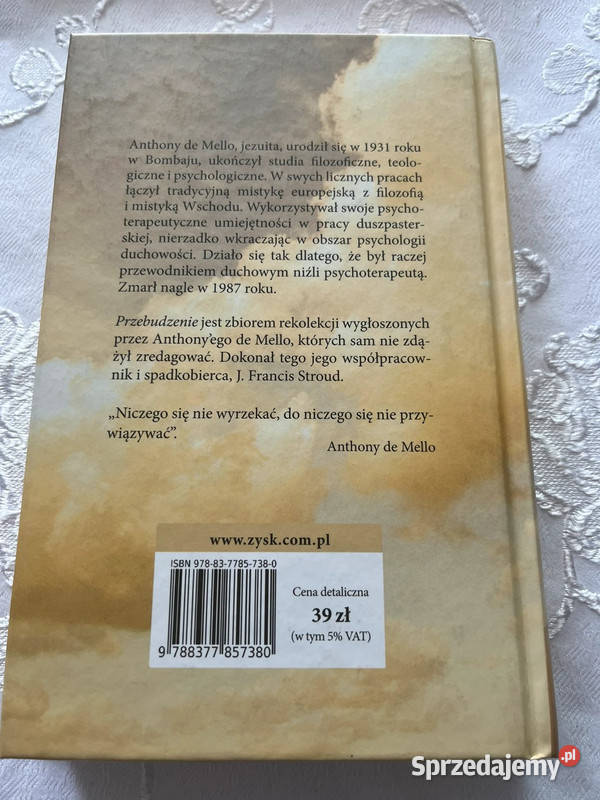 Anthony de Mello, jezuita, urodził się w 1931 roku
w Bombaju, ukończył studia filozoficzne, teolo-
giczne i psychologiczne. W swych licznych pracach
łączył tradycyjną mistykę europejską z filozofią
i mistyką Wschodu. Wykorzystywał swoje psycho-
terapeutyczne umiejętności w pracy duszpaster-
skiej, nierzadko wkraczając w obszar psychologii
duchowości. Działo się tak dlatego, że był raczej
przewodnikiem duchowym niźli psychoterapeutą.
Zmarł nagle w 1987 roku.
Przebudzenie jest zbiorem rekolekcji wygłoszonych
przez Anthony'ego de Mello, których sam nie zdą-
żył zredagować. Dokonał tego jego współpracow-
nik i spadkobierca, J. Francis Stroud.
„Niczego się nie wyrzekać, do niczego się nie przy-
wiązywać”.
Anthony de Mello
www.zysk.com.pl
ISBN 978-83-7785-738-0
9 788377 857380
Cena detaliczna
39 zł
(w tym 5% VAT)
Sprzedajemy.pl